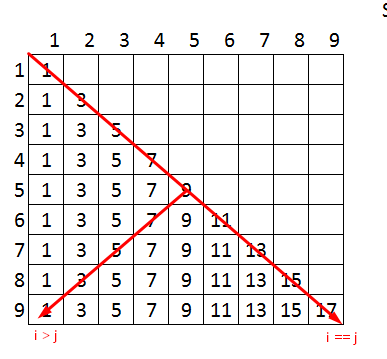 S
1 2 3 4 5 6 7 8 9
1 1
2 1 3
3 1 3 5
4 1 3 5 7
5 1 3 5 7 9
6 1 3 5 7 9 11
7 1 3 5 7 9 11 13
8 1 3 5 7 9 11 13 15
9 1 3 5 7 9 11 13 15 17
i > j i == j